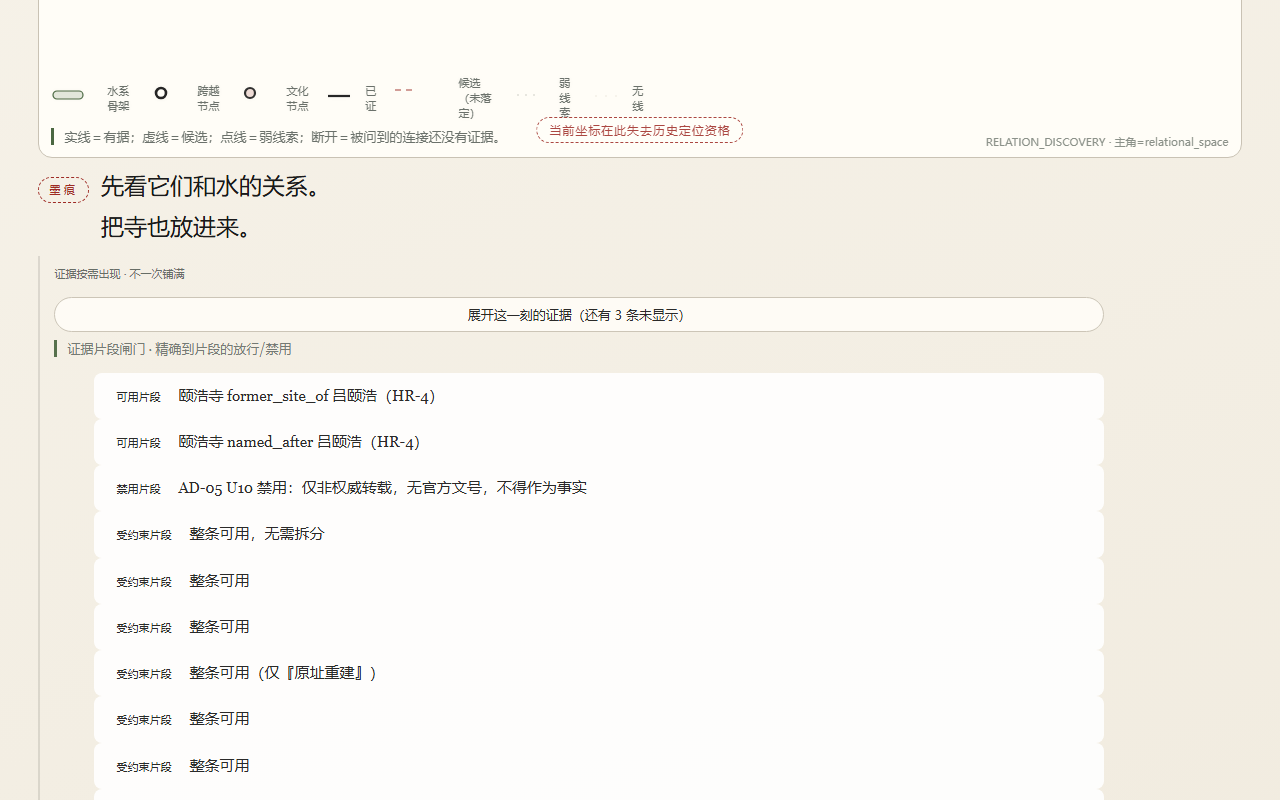 水系
骨架
跨越
节点
文化
节点
已
证
候选
（未落
定）
弱
线
索
无
线
实线＝有据；虚线＝候选；点线＝弱线索；断开＝被问到的连接还没有证据。
当前坐标在此失去历史定位资格
RELATION_DISCOVERY · 主角=relational_space
墨痕
先看它们和水的关系。
把寺也放进来。
证据按需出现 · 不一次铺满
展开这一刻的证据（还有 3 条未显示）
证据片段闸门 · 精确到片段的放行/禁用
可用片段 颐浩寺 former_site_of 吕颐浩（HR-4）
可用片段 颐浩寺 named_after 吕颐浩（HR-4）
禁用片段 AD-05 U10 禁用：仅非权威转载，无官方文号，不得作为事实
受约束片段 整条可用，无需拆分
受约束片段 整条可用
受约束片段 整条可用
受约束片段 整条可用（仅『原址重建』）
受约束片段 整条可用
受约束片段 整条可用